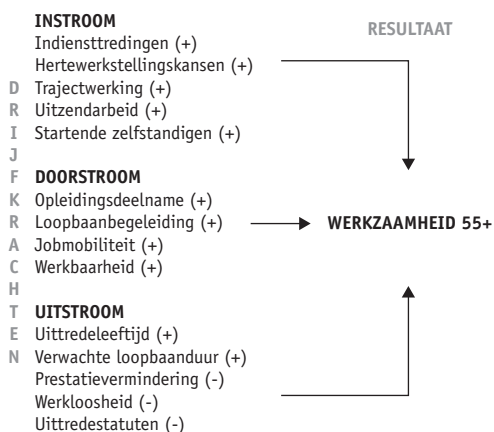 INSTROOM
RESULTAAT
Indiensttredingen (+)
Hertewerkstellingskansen (+)
Trajectwerking (+)
Uitzendarbeid (+)
Startende zelfstandigen (+)
DRIJFKRACHTEN
DOORSTROOM
Opleidingsdeelname (+)
Loopbaanbegeleiding (+)
WERKZAAMHEID 55+
Jobmobiliteit (+)
Werkbaarheid (+)
UITSTROOM
Uittredeleeftijd (+)
Verwachte loopbaanduur (+)
Prestatievermindering (-)
Werkloosheid (-)
Uittredestatuten (-)